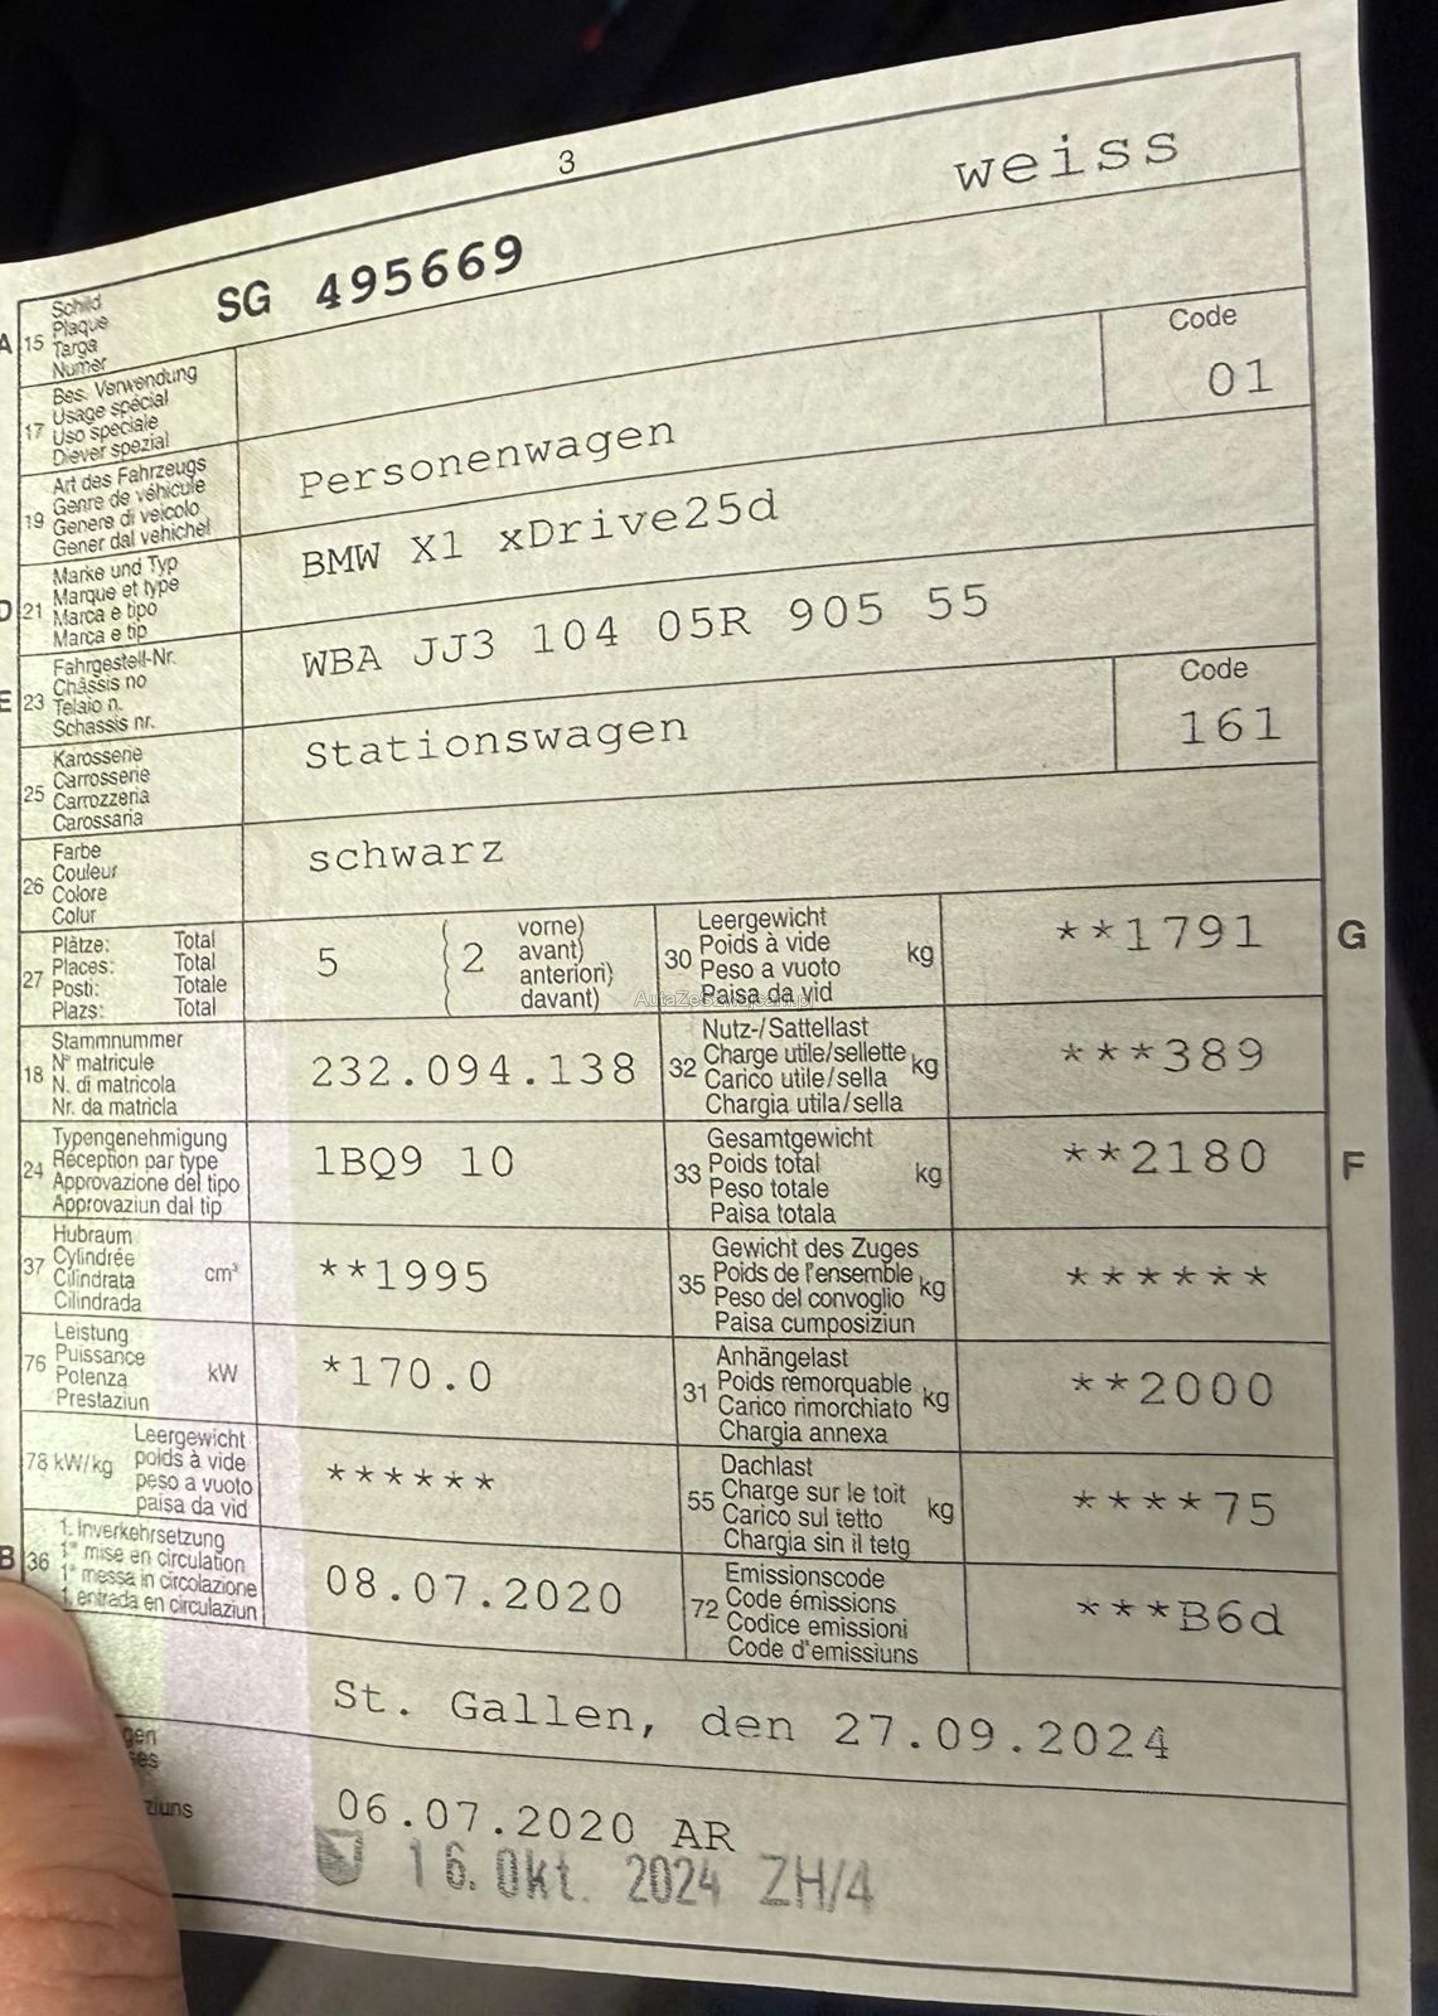 3
A 15 Schild Plaque Targa Numer SG 495669 weiss
17 Bes. Verwendung Usage spécial Uso speciale Diever spezial
19 Art des Fahrzeugs Genre de véhicule Genere di veicolo Gener dal vehichel Personenwagen Code 01
D 21 Marke und Typ Marque et type Marca e tipo Marca e tip BMW X1 xDrive25d
E 23 Fahrgestell-Nr. Châssis no Telaio n. Schassis nr. WBA JJ3 104 05R 905 55
25 Karosserie Carrosserie Carrozzeria Carossaria Stationswagen Code 161
26 Farbe Couleur Colore Colur schwarz
27 Plätze: Total Places: Total Posti: Totale Plazs: Total 5 ( 2 vorne) avant) anteriori) davant)
30 Leergewicht Poids à vide Peso a vuoto Paisa da vid kg **1791 G
AutaZeSzwajcarii.pl
18 Stammnummer N° matricule N. di matricola Nr. da matricla 232.094.138
32 Nutz-/Sattellast Charge utile/sellette Carico utile/sella Chargia utila/sella kg ***389
24 Typengenehmigung Réception par type Approvazione del tipo Approvaziun dal tip 1BQ9 10
33 Gesamtgewicht Poids total Peso totale Paisa totala kg **2180 F
37 Hubraum Cylindrée Cilindrata Cilindrada cm³ **1995
35 Gewicht des Zuges Poids de l'ensemble Peso del convoglio Paisa cumposiziun kg ******
76 Leistung Puissance Potenza Prestaziun kW *170.0
31 Anhängelast Poids remorquable Carico rimorchiato Chargia annexa kg **2000
78 kW/kg Leergewicht poids à vide peso a vuoto paisa da vid ******
55 Dachlast Charge sur le toit Carico sul tetto Chargia sin il tetg kg ****75
B 36 1. Inverkehrsetzung 1° mise en circulation 1° messa in circolazione 1. entrada en circulaziun 08.07.2020
72 Emissionscode Code émissions Codice emissioni Code d'emissiuns ***B6d
St. Gallen, den 27.09.2024
06.07.2020 AR
16. Okt. 2024 ZH/4